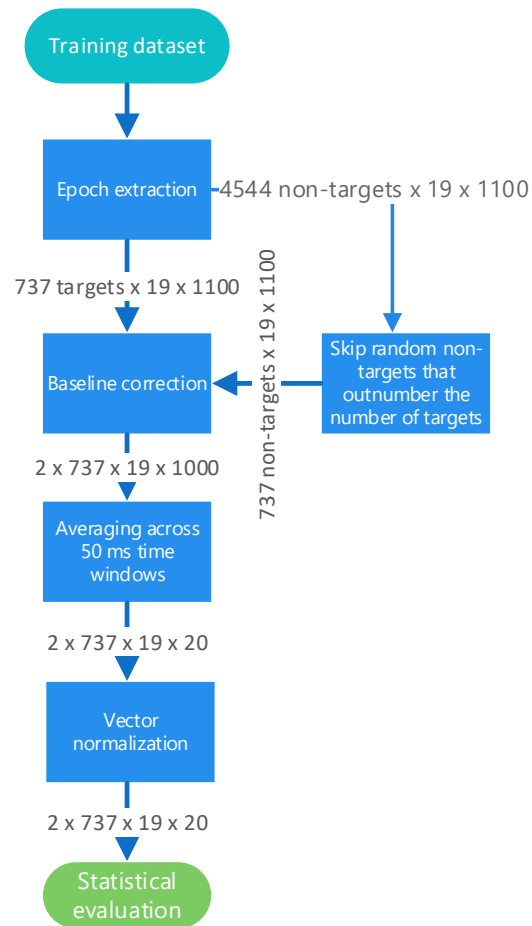 Training dataset
Epoch extraction
4544 non-targets x 19 x 1100
737 targets x 19 x 1100
737 non-targets x 19 x 1100
Skip random non-
targets that
outnumber the
number of targets
Baseline correction
2 x 737 x 19 x 1000
Averaging across
50 ms time
windows
2 x 737 x 19 x 20
Vector
normalization
2 x 737 x 19 x 20
Statistical
evaluation